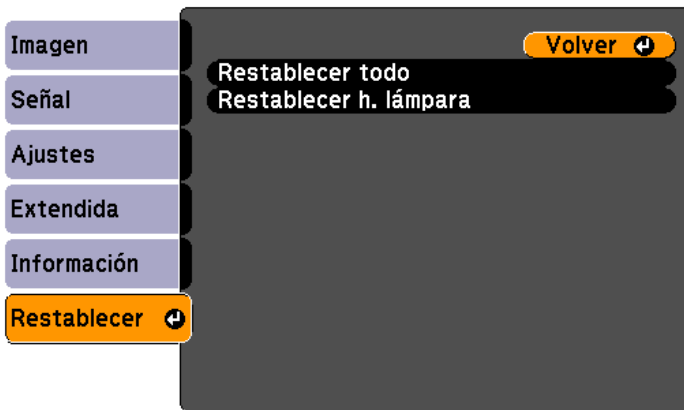 Imagen
Señal
Ajustes
Extendida
Información
Restablecer
Volver
Restablecer todo
Restablecer h. lámpara